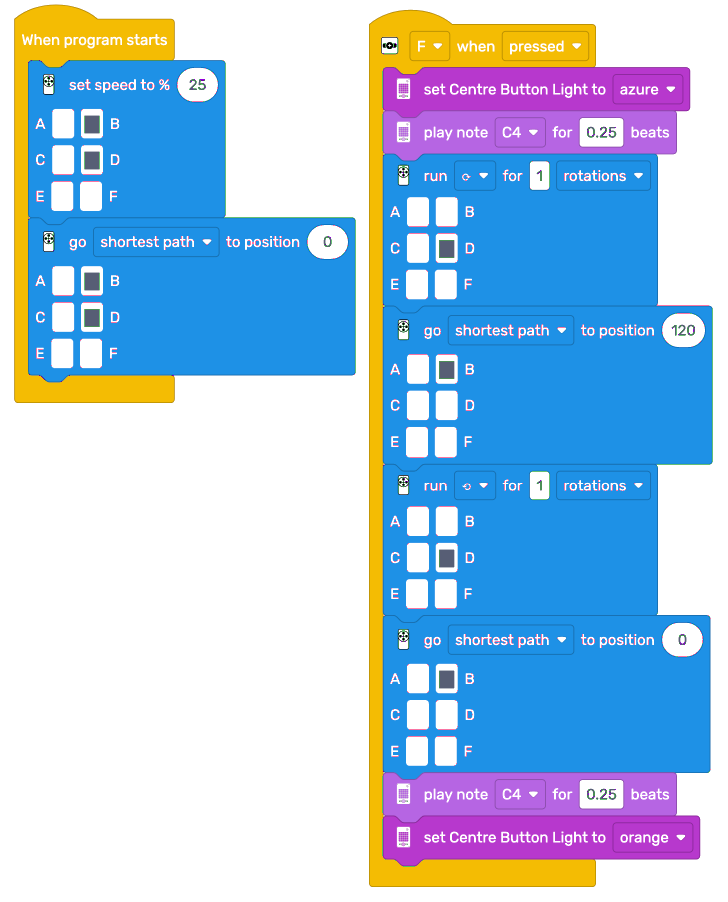 When program starts
set speed to % 25
A B
C D
E F
go shortest path to position 0
A B
C D
E F
F when pressed
set Centre Button Light to azure
play note C4 for 0.25 beats
run for 1 rotations
A B
C D
E F
go shortest path to position 120
A B
C D
E F
run for 1 rotations
A B
C D
E F
go shortest path to position 0
A B
C D
E F
play note C4 for 0.25 beats
set Centre Button Light to orange